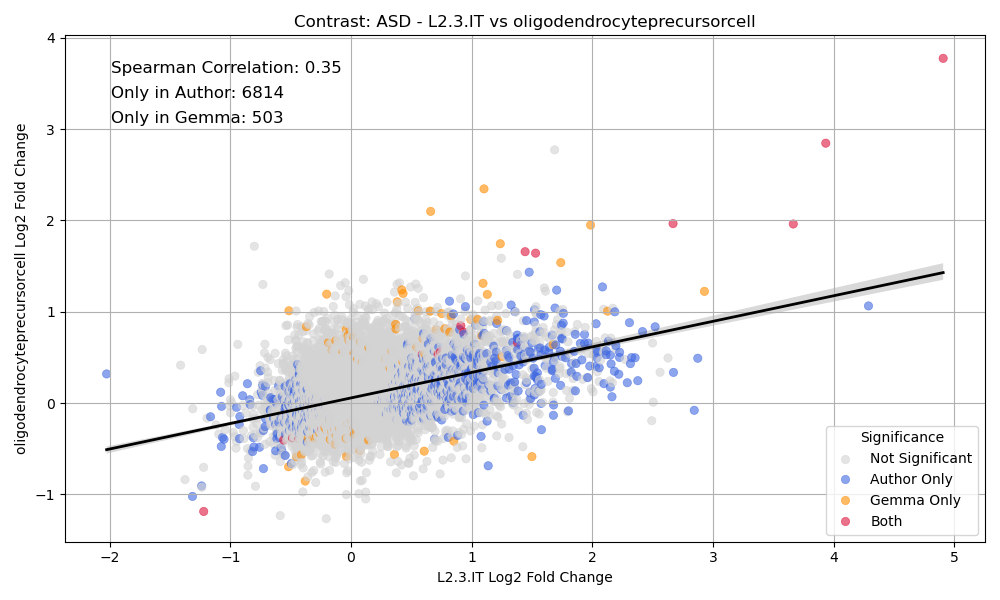 Contrast: ASD - L2.3.IT vs oligodendrocyteprecursorcell
Spearman Correlation: 0.35
Only in Author: 6814
Only in Gemma: 503
oligodendrocyteprecursorcell Log2 Fold Change
4
3
2
1
0
−1
−2
−1
0
1
2
3
4
5
L2.3.IT Log2 Fold Change
Significance
Not Significant
Author Only
Gemma Only
Both